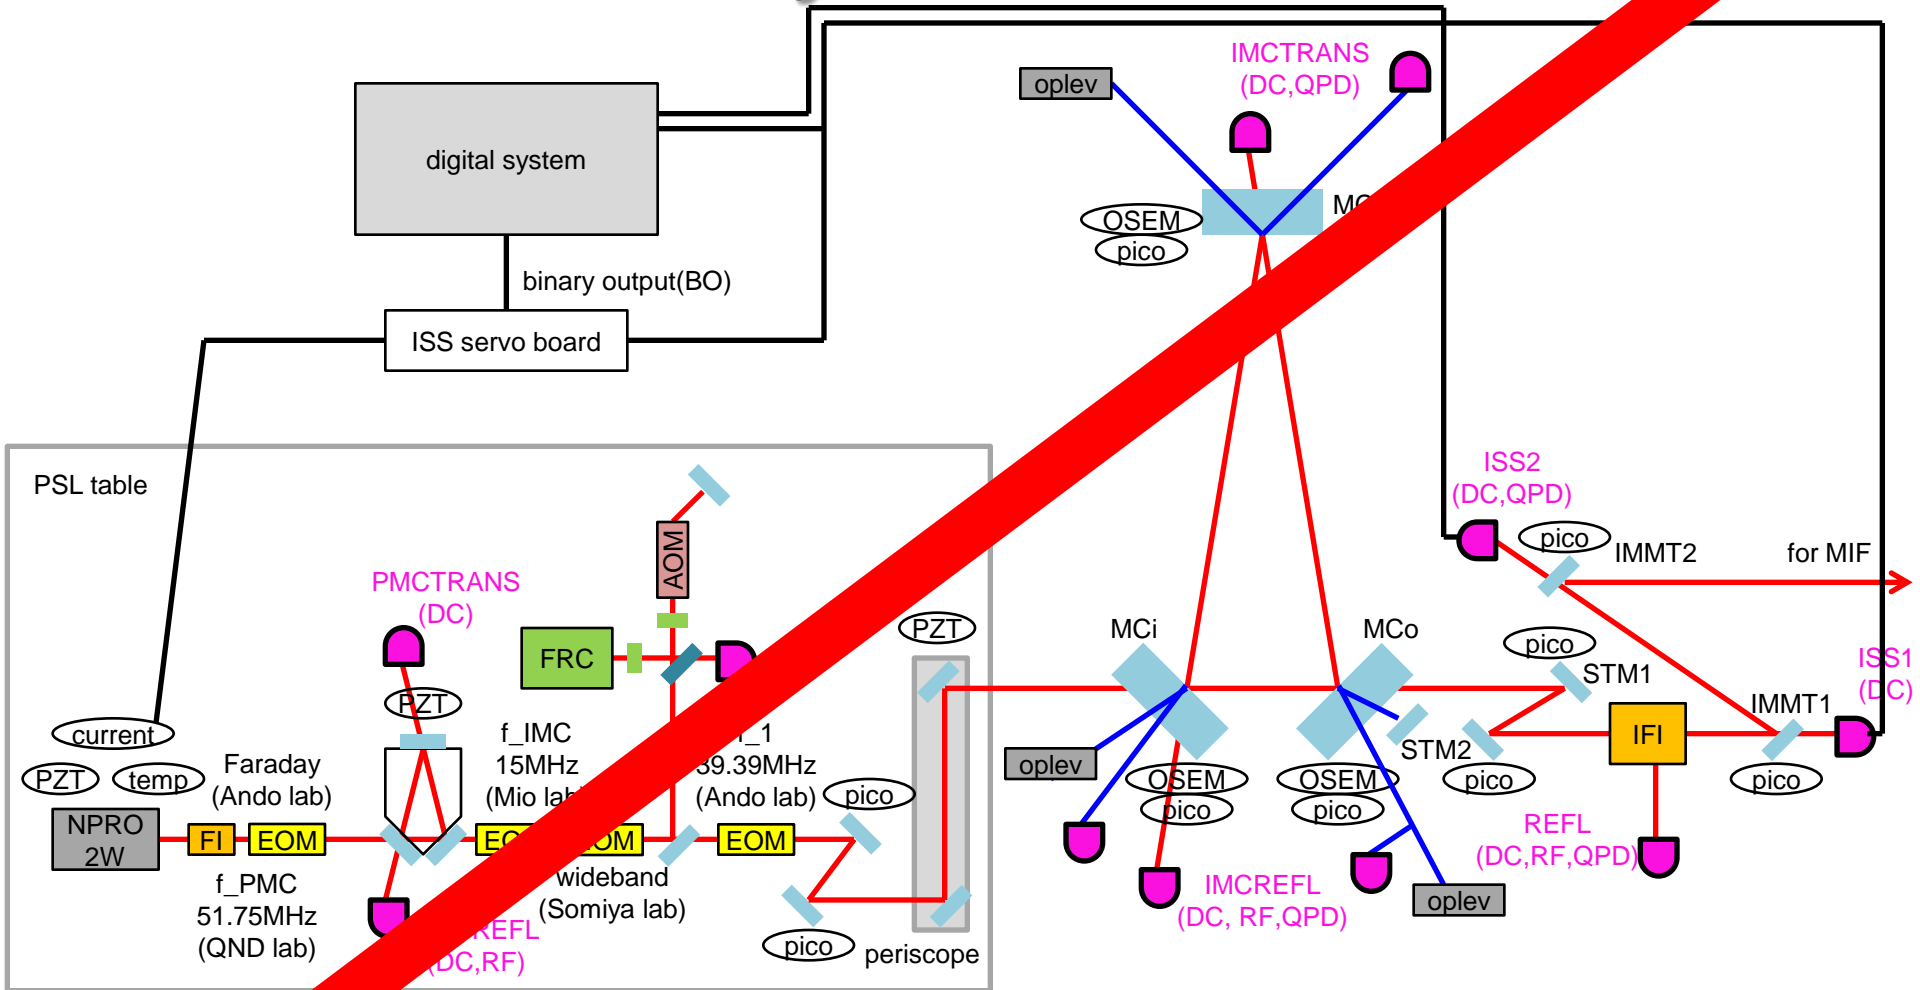 IMCTRANS
(DC,QPD)
oplev
digital system
OSEM
pico
binary output(BO)
ISS servo board
PSL table
ISS2
(DC,QPD)
pico
IMMT2
for MIF
AOM
PMCTRANS
(DC)
PZT
MCi
MCo
pico
STM1
ISS1
(DC)
FRC
PZT
IMMT1
current
f_IMC
15MHz
(Mio lab)
39.39MHz
(Ando lab)
IFI
STM2
PZT
temp
Faraday
(Ando lab)
oplev
OSEM
pico
OSEM
pico
pico
pico
pico
NPRO
2W
FI
EOM
EOM
REFL
(DC,RF,QPD)
f_PMC
51.75MHz
(QND lab)
wideband
(Somiya lab)
IMCREFL
(DC, RF,QPD)
oplev
REFL
(DC,RF)
pico
periscope